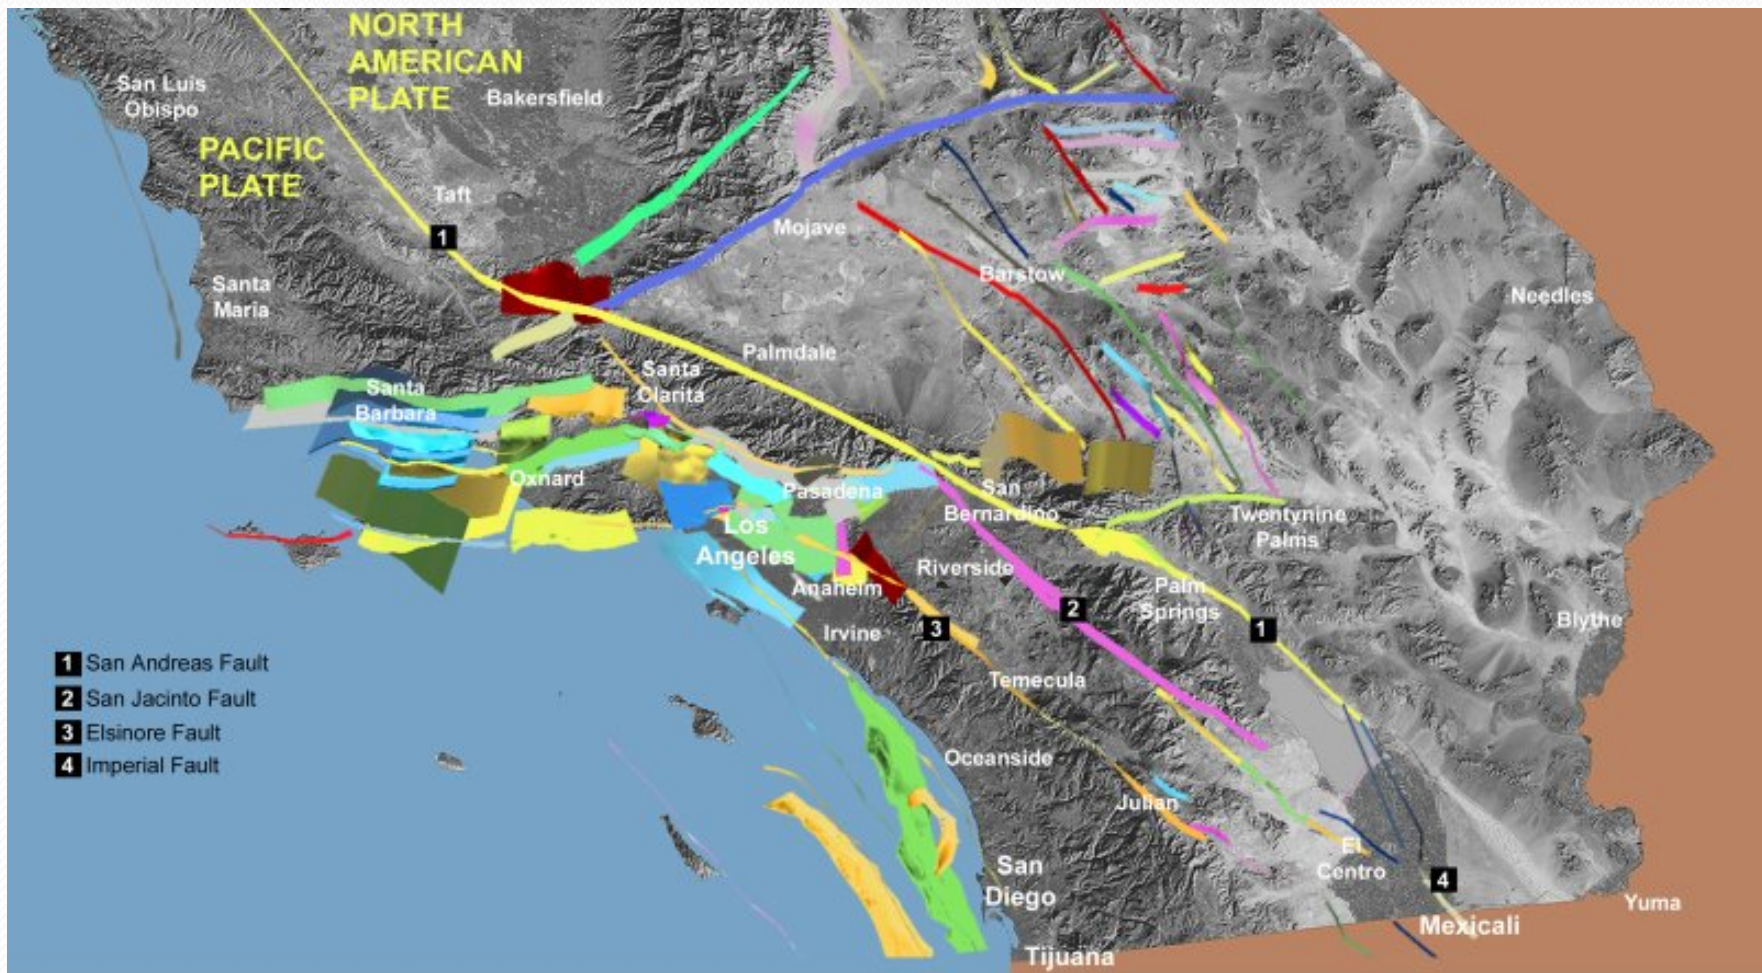 NORTH
AMERICAN
PLATE
San Luis
Obispo
Bakersfield
PACIFIC
PLATE
Taft
1
Mojave
Santa
Maria
Barstow
Needles
Palmdale
Santa
Clarita
Santa
Barbara
Oxnard
Pasadena
San
Bernardino
Twentynine
Palms
Los
Angeles
Riverside
Anaheim
Palm
Springs
2
3
1
Irvine
Blythe
1 San Andreas Fault
2 San Jacinto Fault
3 Elsinore Fault
4 Imperial Fault
Temecula
Oceanside
Julian
El
Centro
San
Diego
4
Yuma
Mexicali
Tijuana